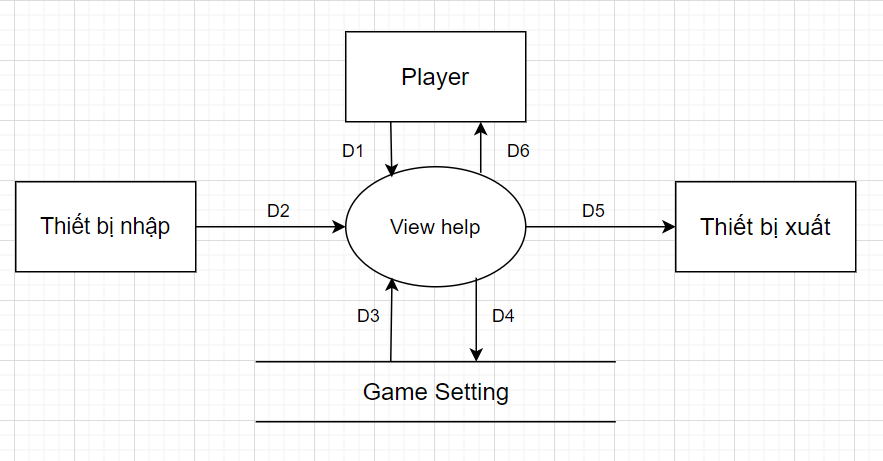 Player
D1
D6
Thiết bị nhập
D2
View help
D5
Thiết bị xuất
D3
D4
Game Setting